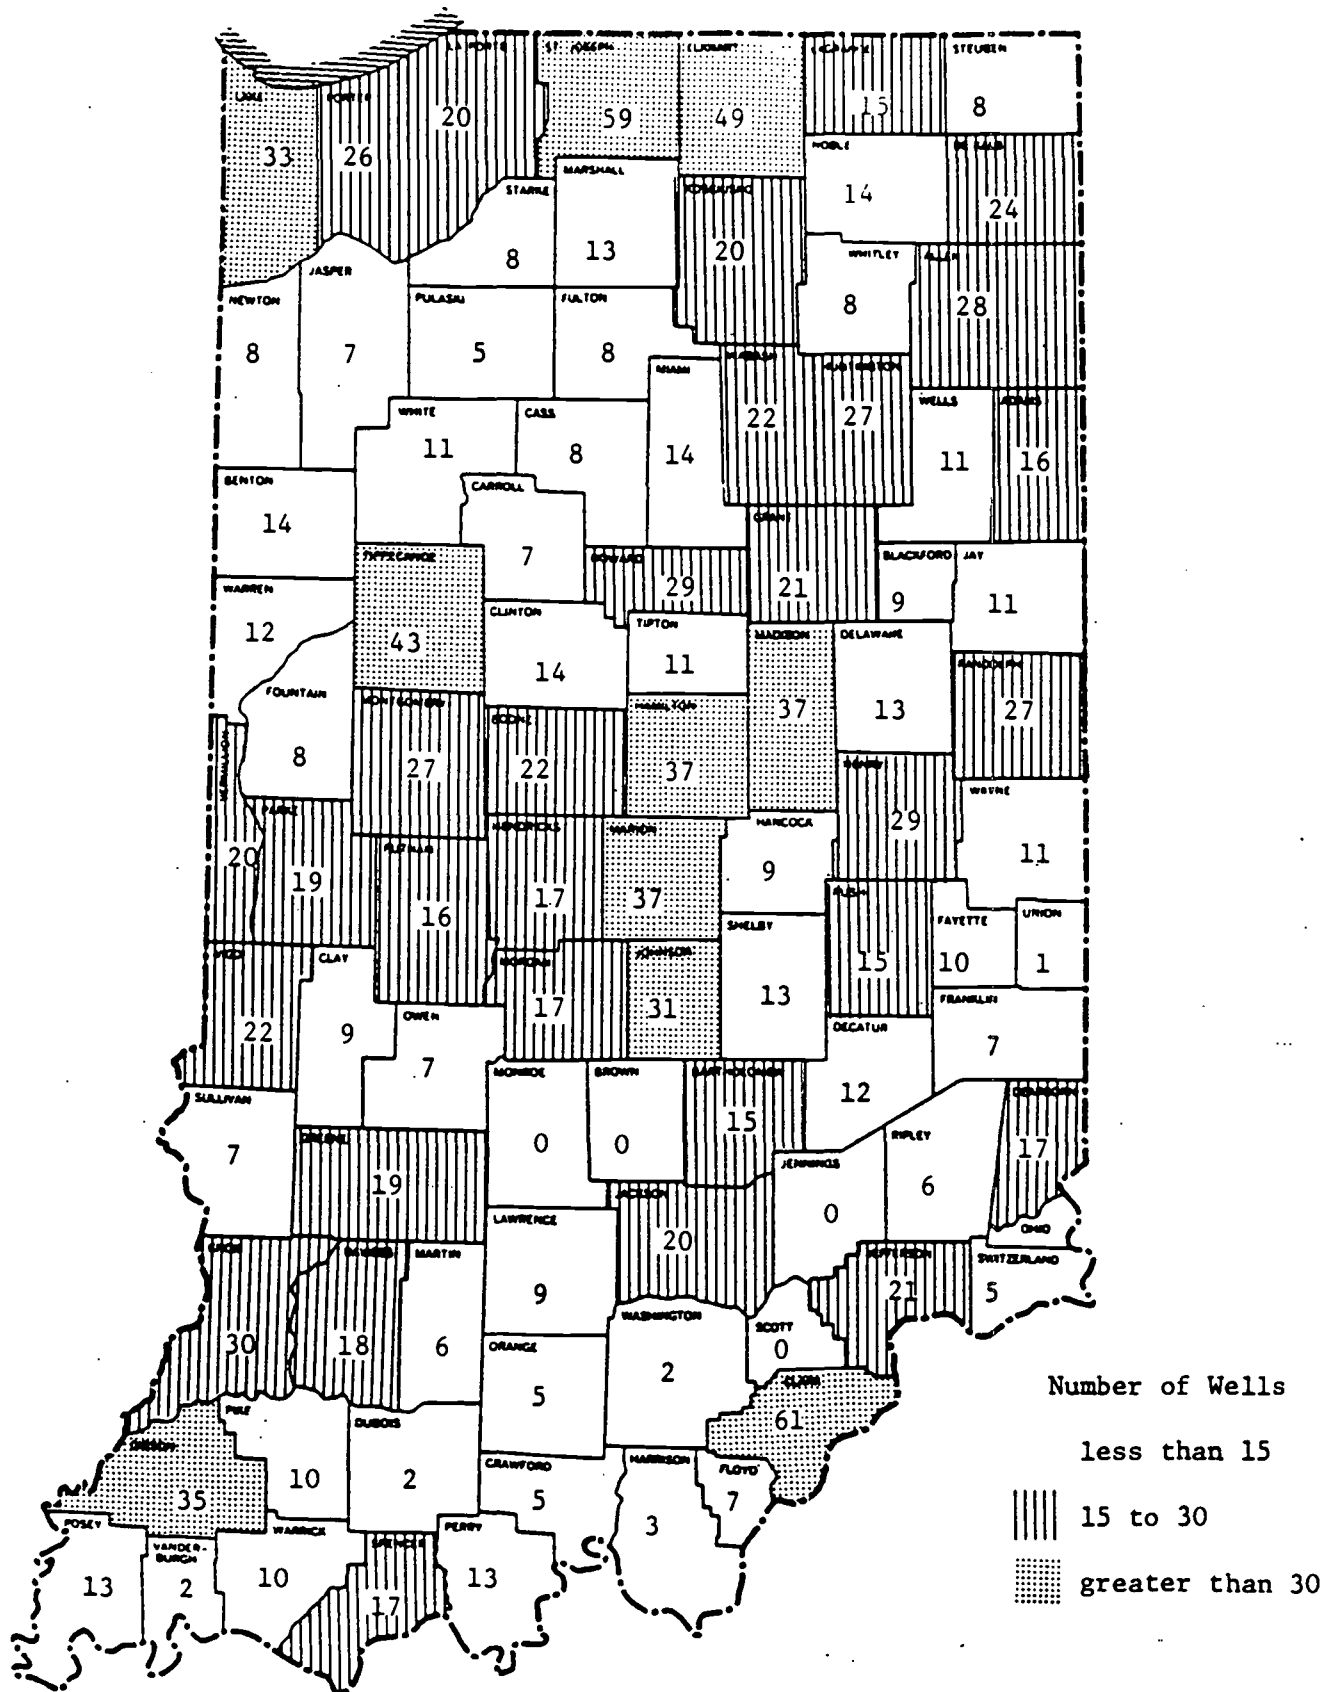 LA PORTE
ST. JOSEPH
ELKHART
LAGRANGE
STEUBEN
LAKE
PORTER
20
59
49
15
8
33
26
NOBLE
DE KALB
MARSHALL
STARKE
KOSCIUSKO
14
24
8
13
20
WHITLEY
ALLEN
JASPER
NEWTON
PULASKI
FULTON
8
28
8
7
5
8
MIAMI
WABASH
HUNTINGTON
WHITE
CASS
WELLS
ADAMS
11
8
14
22
27
11
16
BENTON
CARROLL
14
GRANT
TIPPECANOE
7
HOWARD
BLACKFORD
JAY
WARREN
29
21
9
11
CLINTON
TIPTON
MADISON
DELAWARE
12
43
14
11
RANDOLPH
FOUNTAIN
MONTGOMERY
BOONE
HAMILTON
37
13
27
VERMILLION
8
27
22
37
HENRY
WAYNE
PARKE
HENDRICKS
MARION
HANCOCK
29
PUTNAM
20
19
17
37
9
11
16
RUSH
SHELBY
FAYETTE
UNION
VIGO
CLAY
MORGAN
JOHNSON
15
10
1
22
9
17
31
13
FRANKLIN
OWEN
DECATUR
7
7
MONROE
BROWN
BARTHOLOMEW
12
DEARBORN
SULLIVAN
GREENE
0
0
15
RIPLEY
7
JENNINGS
17
19
JACKSON
6
LAWRENCE
0
OHIO
20
KNOX
DAVIESS
MARTIN
JEFFERSON
SWITZERLAND
9
21
5
WASHINGTON
SCOTT
30
18
6
ORANGE
0
2
CLARK
Number of Wells
5
PIKE
DUBOIS
61
GIBSON
less than 15
CRAWFORD
HARRISON
FLOYD
10
2
35
5
7
15 to 30
POSEY
WARRICK
PERRY
3
VANDER-
BURGH
SPENCER
13
2
10
17
13
greater than 30